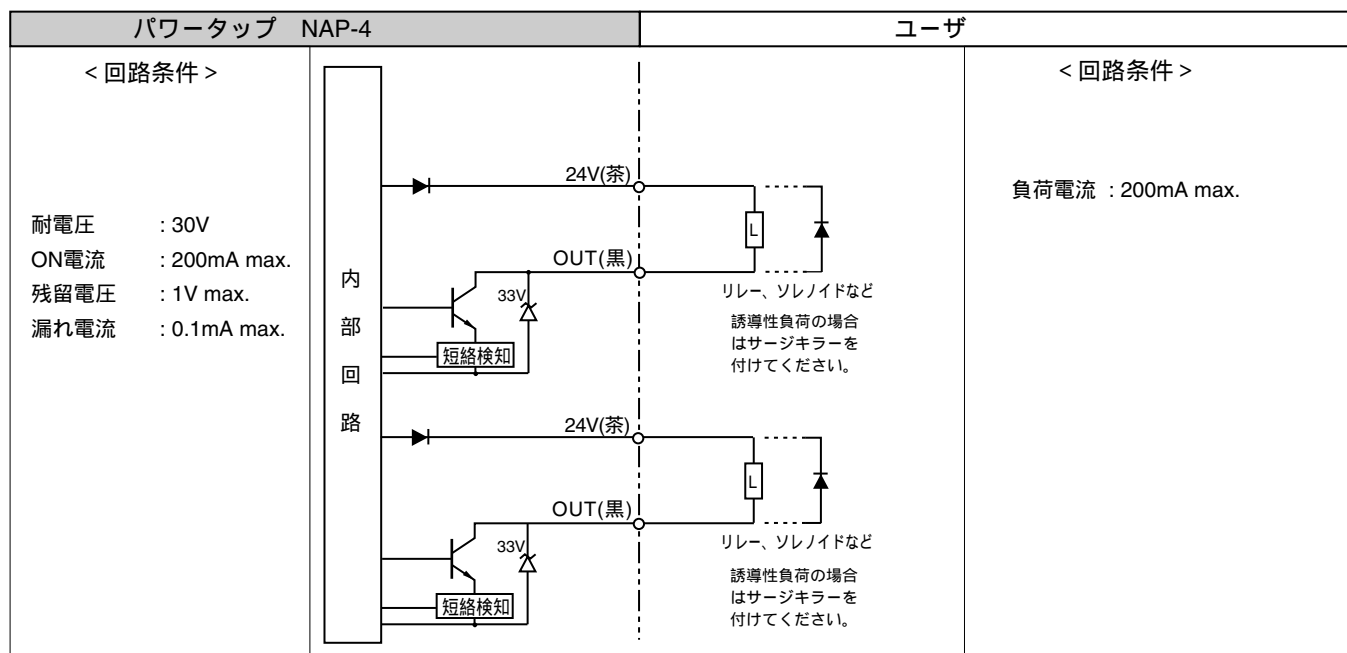 パワータップ NAP-4
ユーザ
< 回路条件 >
耐電圧 : 30V
ON電流 : 200mA max.
残留電圧 : 1V max.
漏れ電流 : 0.1mA max.
内部回路
24V(茶)
OUT(黒)
33V
短絡検知
L
リレー、ソレノイドなど
誘導性負荷の場合
はサージキラーを
付けてください。
24V(茶)
OUT(黒)
33V
短絡検知
L
リレー、ソレノイドなど
誘導性負荷の場合
はサージキラーを
付けてください。
< 回路条件 >
負荷電流 : 200mA max.